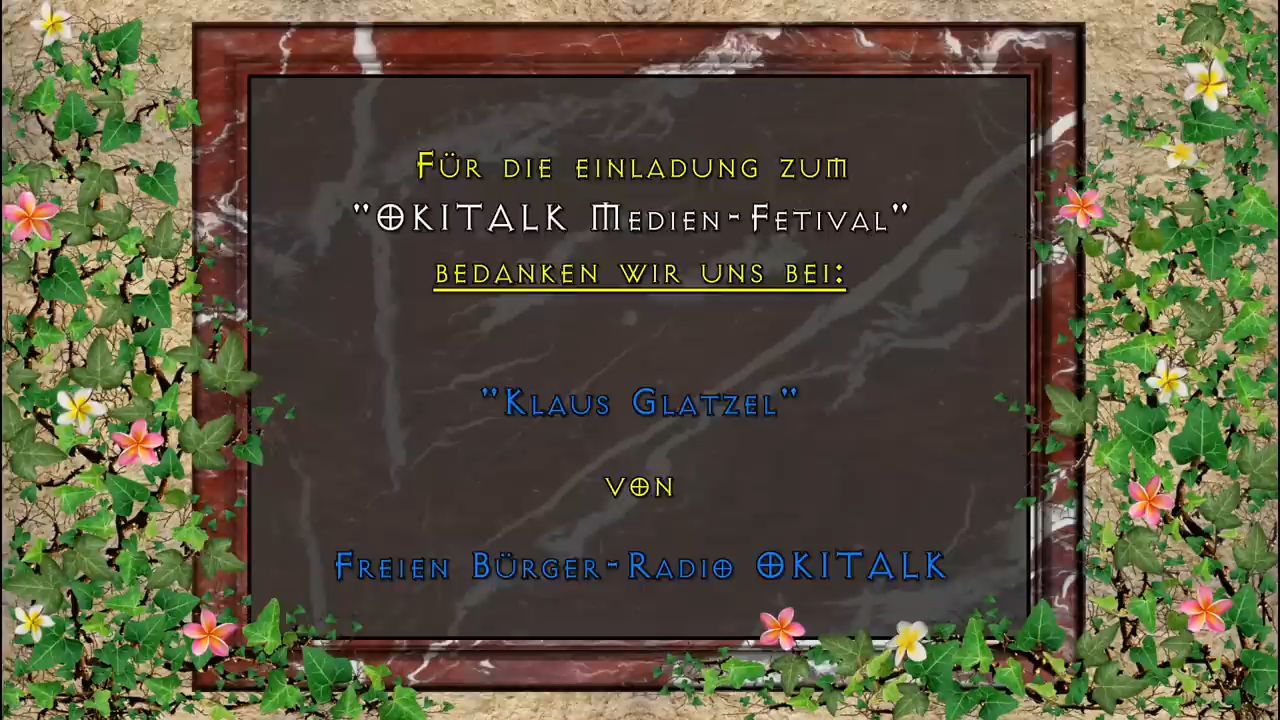 Für die einladung zum
"OKITALK Medien-Fetival"
bedanken wir uns bei:
"Klaus Glatzel"
von
Freien Bürger-Radio OKITALK